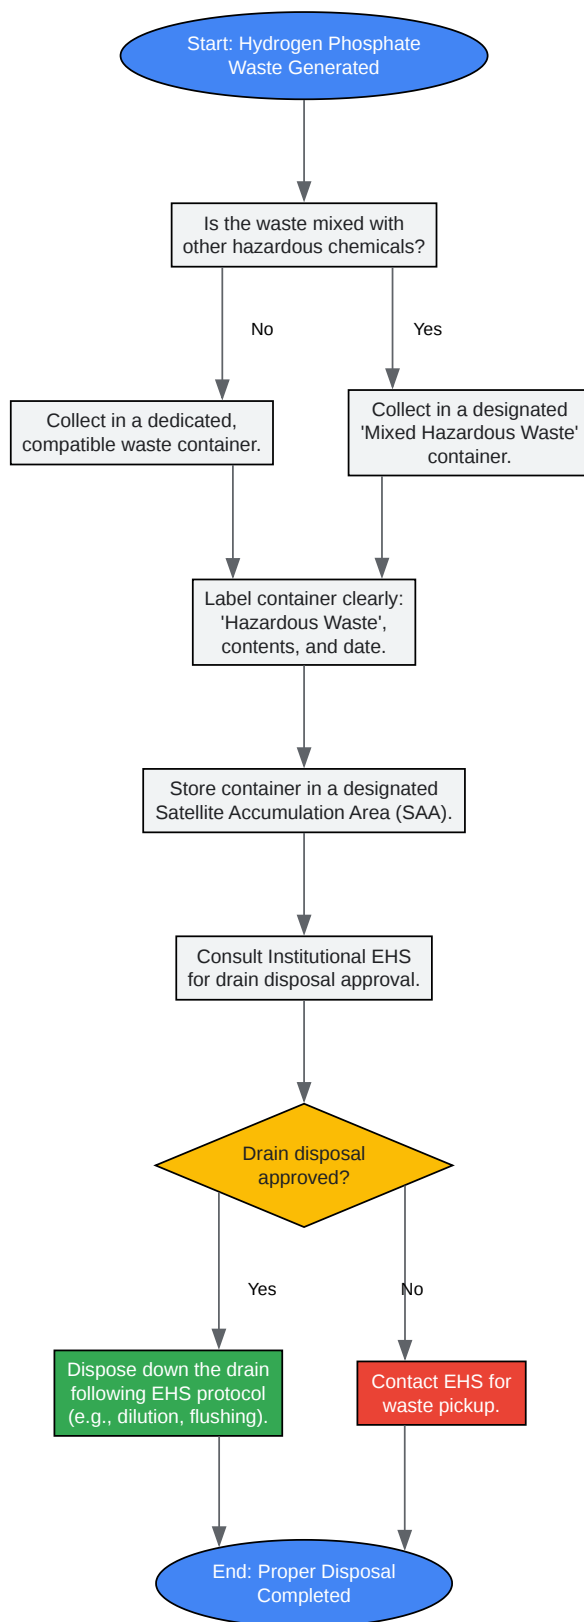 Start: Hydrogen Phosphate
Waste Generated
Is the waste mixed with
other hazardous chemicals?
No
Yes
Collect in a dedicated,
compatible waste container.
Collect in a designated
'Mixed Hazardous Waste'
container.
Label container clearly:
'Hazardous Waste',
contents, and date.
Store container in a designated
Satellite Accumulation Area (SAA).
Consult Institutional EHS
for drain disposal approval.
Drain disposal
approved?
Yes
No
Dispose down the drain
following EHS protocol
(e.g., dilution, flushing).
Contact EHS for
waste pickup.
End: Proper Disposal
Completed